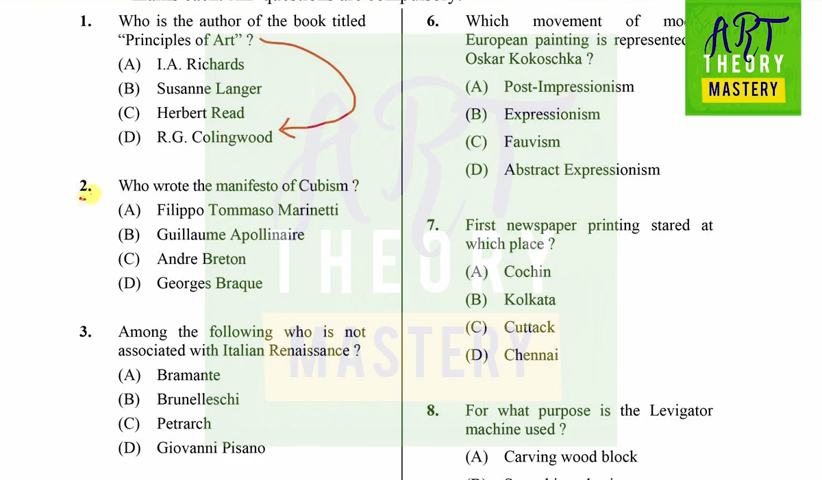 1. Who is the author of the book titled
"Principles of Art" ?
(A) I.A. Richards
(B) Susanne Langer
(C) Herbert Read
(D) R.G. Colingwood
2. Who wrote the manifesto of Cubism ?
(A) Filippo Tommaso Marinetti
(B) Guillaume Apollinaire
(C) Andre Breton
(D) Georges Braque
3. Among the following who is not
associated with Italian Renaissance ?
(A) Bramante
(B) Brunelleschi
(C) Petrarch
(D) Giovanni Pisano
6. Which movement of
European painting is represented
Oskar Kokoschka ?
(A) Post-Impressionism
(B) Expressionism
(C) Fauvism
(D) Abstract Expressionism
7. First newspaper printing stared at
which place ?
(A) Cochin
(B) Kolkata
(C) Cuttack
(D) Chennai
8. For what purpose is the Levigator
machine used ?
(A) Carving wood block
ART
THEORY
MASTERY
ART
THEORY
MASTERY